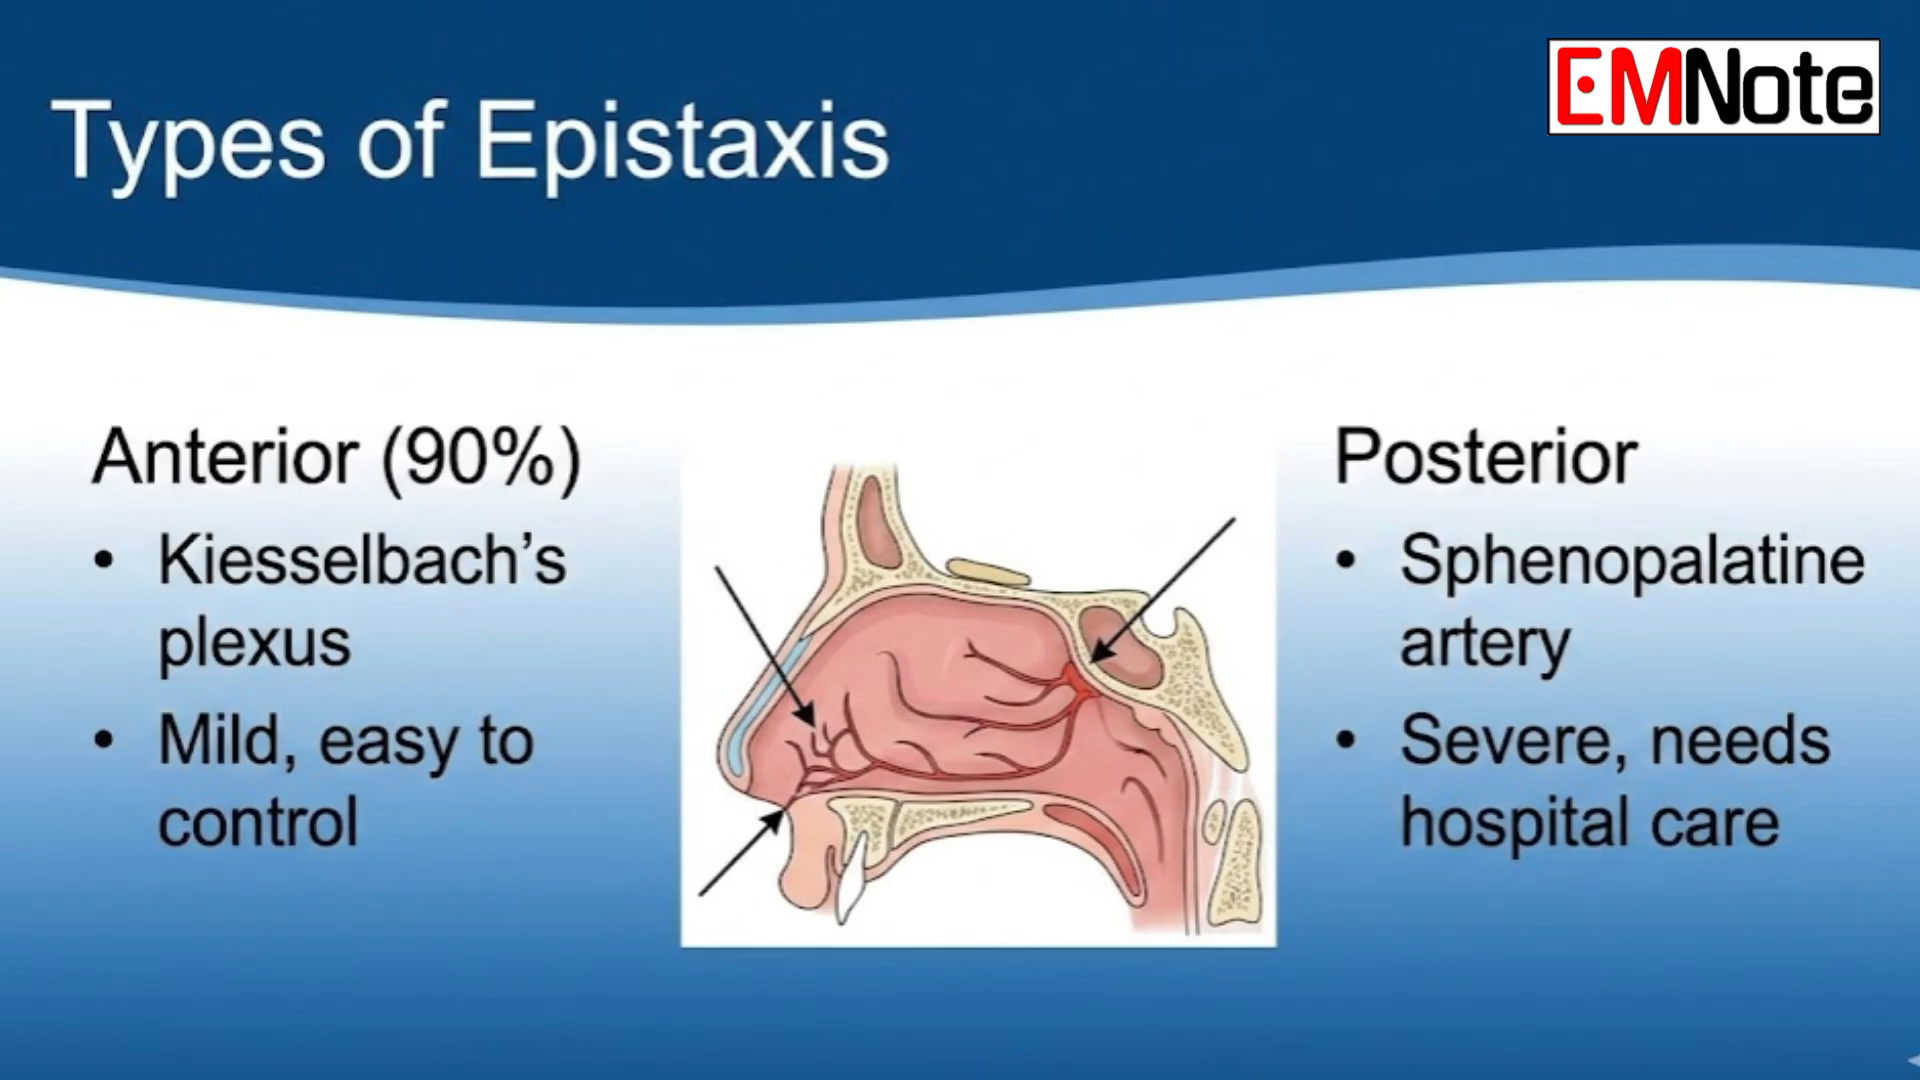 EMNote
Types of Epistaxis
Anterior (90%)
• Kiesselbach’s
plexus
• Mild, easy to
control
Posterior
• Sphenopalatine
artery
• Severe, needs
hospital care